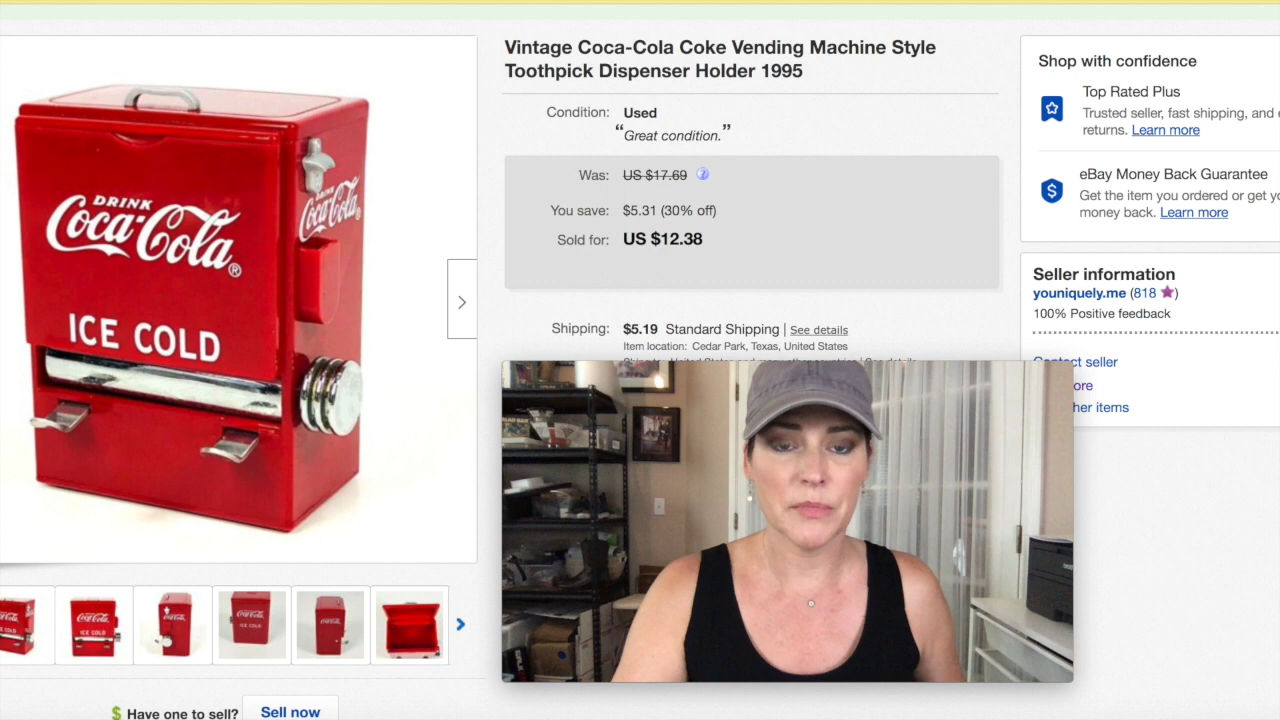 Vintage Coca-Cola Coke Vending Machine Style
Toothpick Dispenser Holder 1995
Condition: Used
“Great condition.”
Was: US $17.69
You save: $5.31 (30% off)
Sold for: US $12.38
Shipping: $5.19 Standard Shipping | See details
Item location: Cedar Park, Texas, United States
Shop with confidence
Top Rated Plus
Trusted seller, fast shipping, and
returns. Learn more
eBay Money Back Guarantee
Get the item you ordered or get
money back. Learn more
Seller information
youniquely.me (818)
100% Positive feedback
Contact seller
ore
her items
DRINK
Coca-Cola®
ICE COLD
DRINK
Coca-Cola
$ Have one to sell? Sell now